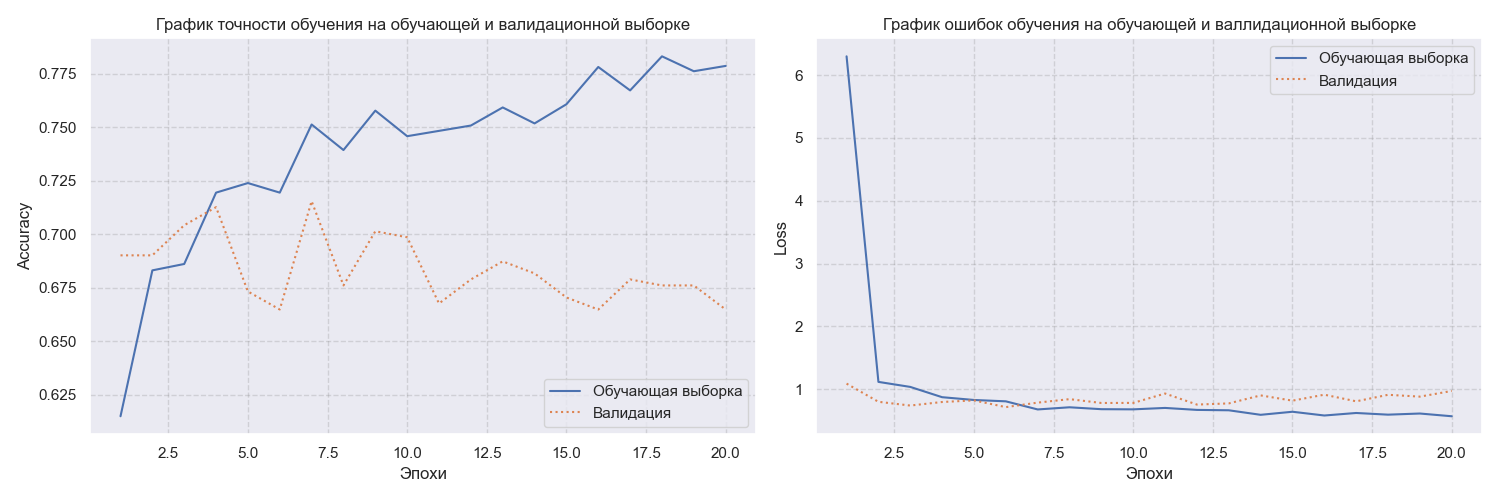 График точности обучения на обучающей и валидационной выборке
Accuracy
0.775
0.750
0.725
0.700
0.675
0.650
0.625
Обучающая выборка
Валидация
2.5 5.0 7.5 10.0 12.5 15.0 17.5 20.0
Эпохи
График ошибок обучения на обучающей и валлидационной выборке
Loss
6
5
4
3
2
1
Обучающая выборка
Валидация
2.5 5.0 7.5 10.0 12.5 15.0 17.5 20.0
Эпохи